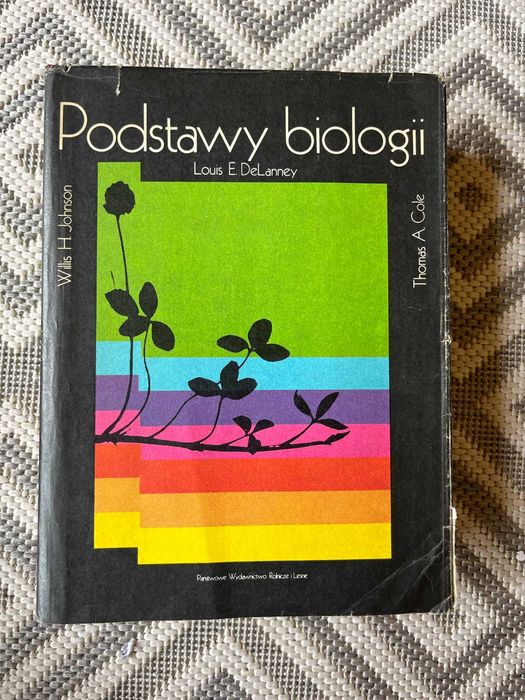 Podstawy biologii
Louis E. DeLanney
Willis H. Johnson
Thomas A. Cole
Państwowe Wydawnictwo Rolnicze i Leśne